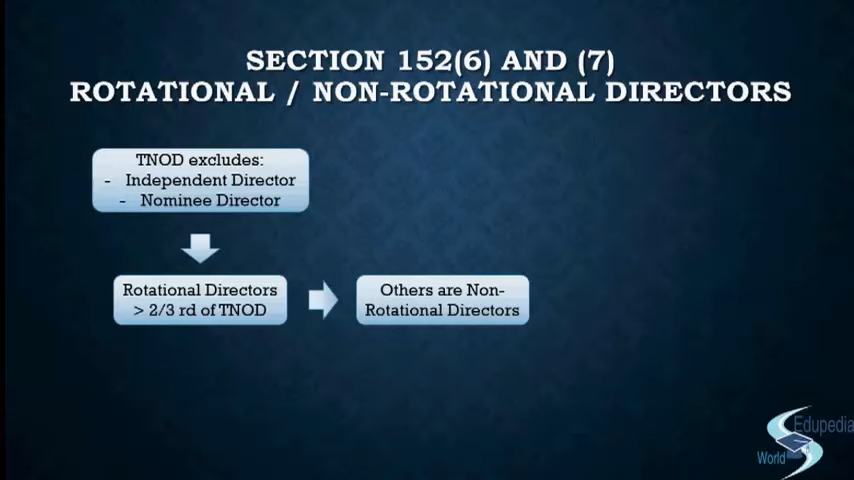 SECTION 152(6) AND (7)
ROTATIONAL / NON-ROTATIONAL DIRECTORS
TNOD excludes:
- Independent Director
- Nominee Director
Rotational Directors
> 2/3 rd of TNOD
Others are Non-
Rotational Directors
Edupedia
World